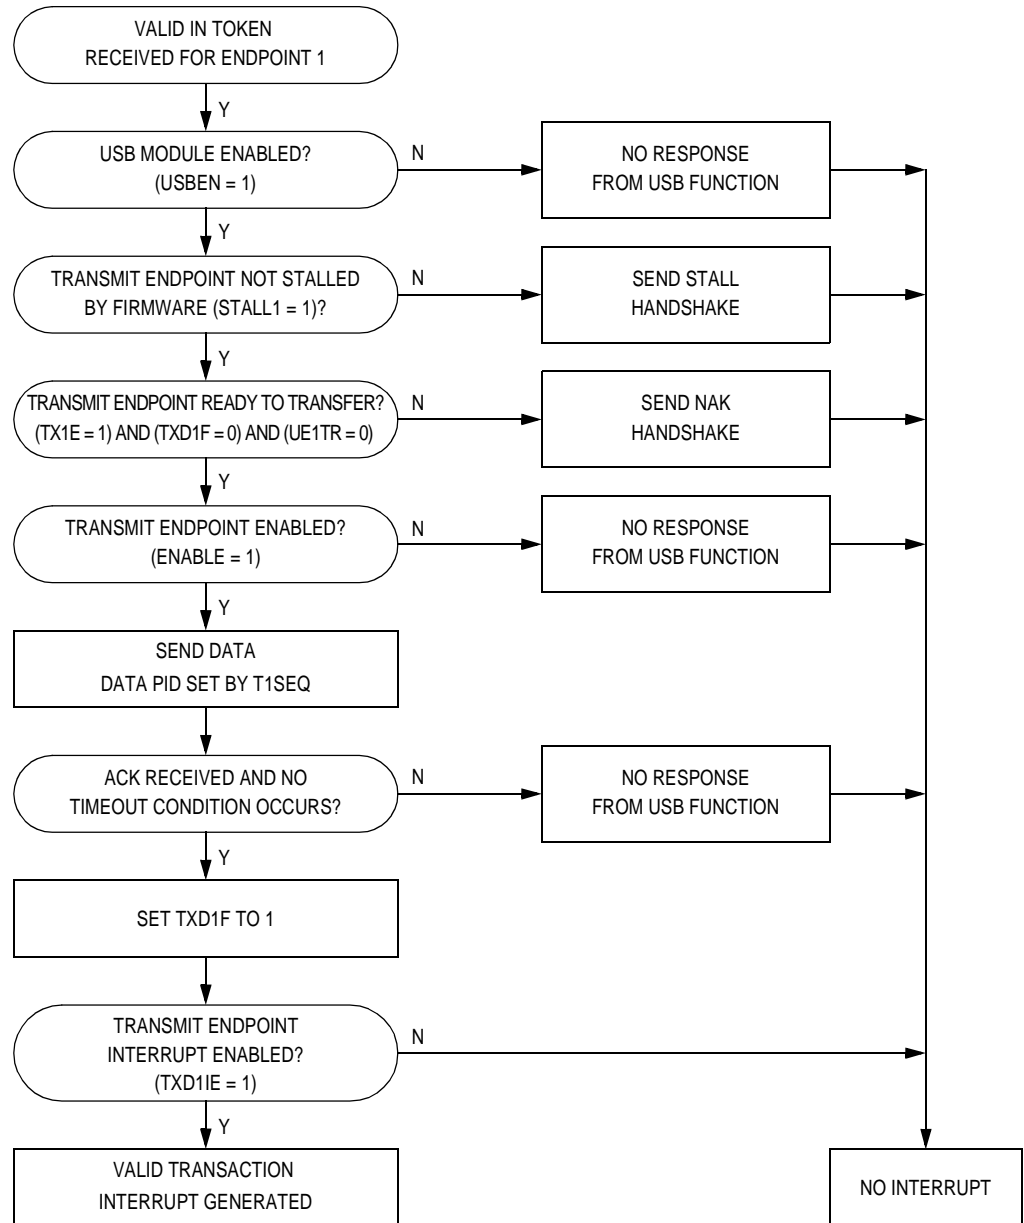 VALID IN TOKEN
RECEIVED FOR ENDPOINT 1
Y
USB MODULE ENABLED?
(USBEN = 1)
N
NO RESPONSE
FROM USB FUNCTION
Y
TRANSMIT ENDPOINT NOT STALLED
BY FIRMWARE (STALL1 = 1)?
N
SEND STALL
HANDSHAKE
Y
TRANSMIT ENDPOINT READY TO TRANSFER?
(TX1E = 1) AND (TXD1F = 0) AND (UE1TR = 0)
N
SEND NAK
HANDSHAKE
Y
TRANSMIT ENDPOINT ENABLED?
(ENABLE = 1)
N
NO RESPONSE
FROM USB FUNCTION
Y
SEND DATA
DATA PID SET BY T1SEQ
ACK RECEIVED AND NO
TIMEOUT CONDITION OCCURS?
N
NO RESPONSE
FROM USB FUNCTION
Y
SET TXD1F TO 1
TRANSMIT ENDPOINT
INTERRUPT ENABLED?
(TXD1IE = 1)
N
Y
VALID TRANSACTION
INTERRUPT GENERATED
NO INTERRUPT